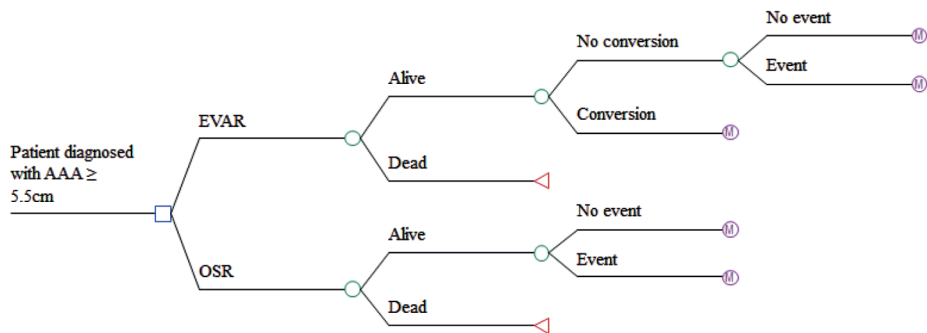 No event
No conversion
Event
Alive
Conversion
EVAR
Dead
Patient diagnosed
with AAA ≥
5.5cm
No event
Alive
Event
OSR
Dead
M
M
M
M
M